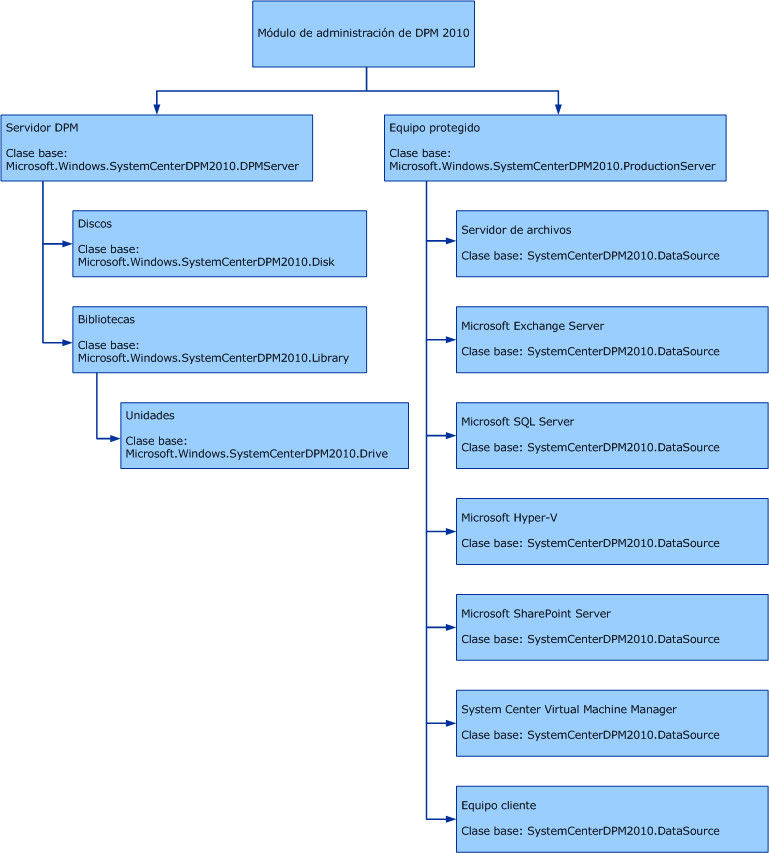 Módulo de administración de DPM 2010
Servidor DPM
Clase base:
Microsoft.Windows.SystemCenterDPM2010.DPMServer
Discos
Clase base:
Microsoft.Windows.SystemCenterDPM2010.Disk
Bibliotecas
Clase base:
Microsoft.Windows.SystemCenterDPM2010.Library
Unidades
Clase base:
Microsoft.Windows.SystemCenterDPM2010.Drive
Equipo protegido
Clase base:
Microsoft.Windows.SystemCenterDPM2010.ProductionServer
Servidor de archivos
Clase base: SystemCenterDPM2010.DataSource
Microsoft Exchange Server
Clase base: SystemCenterDPM2010.DataSource
Microsoft SQL Server
Clase base: SystemCenterDPM2010.DataSource
Microsoft Hyper-V
Clase base: SystemCenterDPM2010.DataSource
Microsoft SharePoint Server
Clase base: SystemCenterDPM2010.DataSource
System Center Virtual Machine Manager
Clase base: SystemCenterDPM2010.DataSource
Equipo cliente
Clase base: SystemCenterDPM2010.DataSource